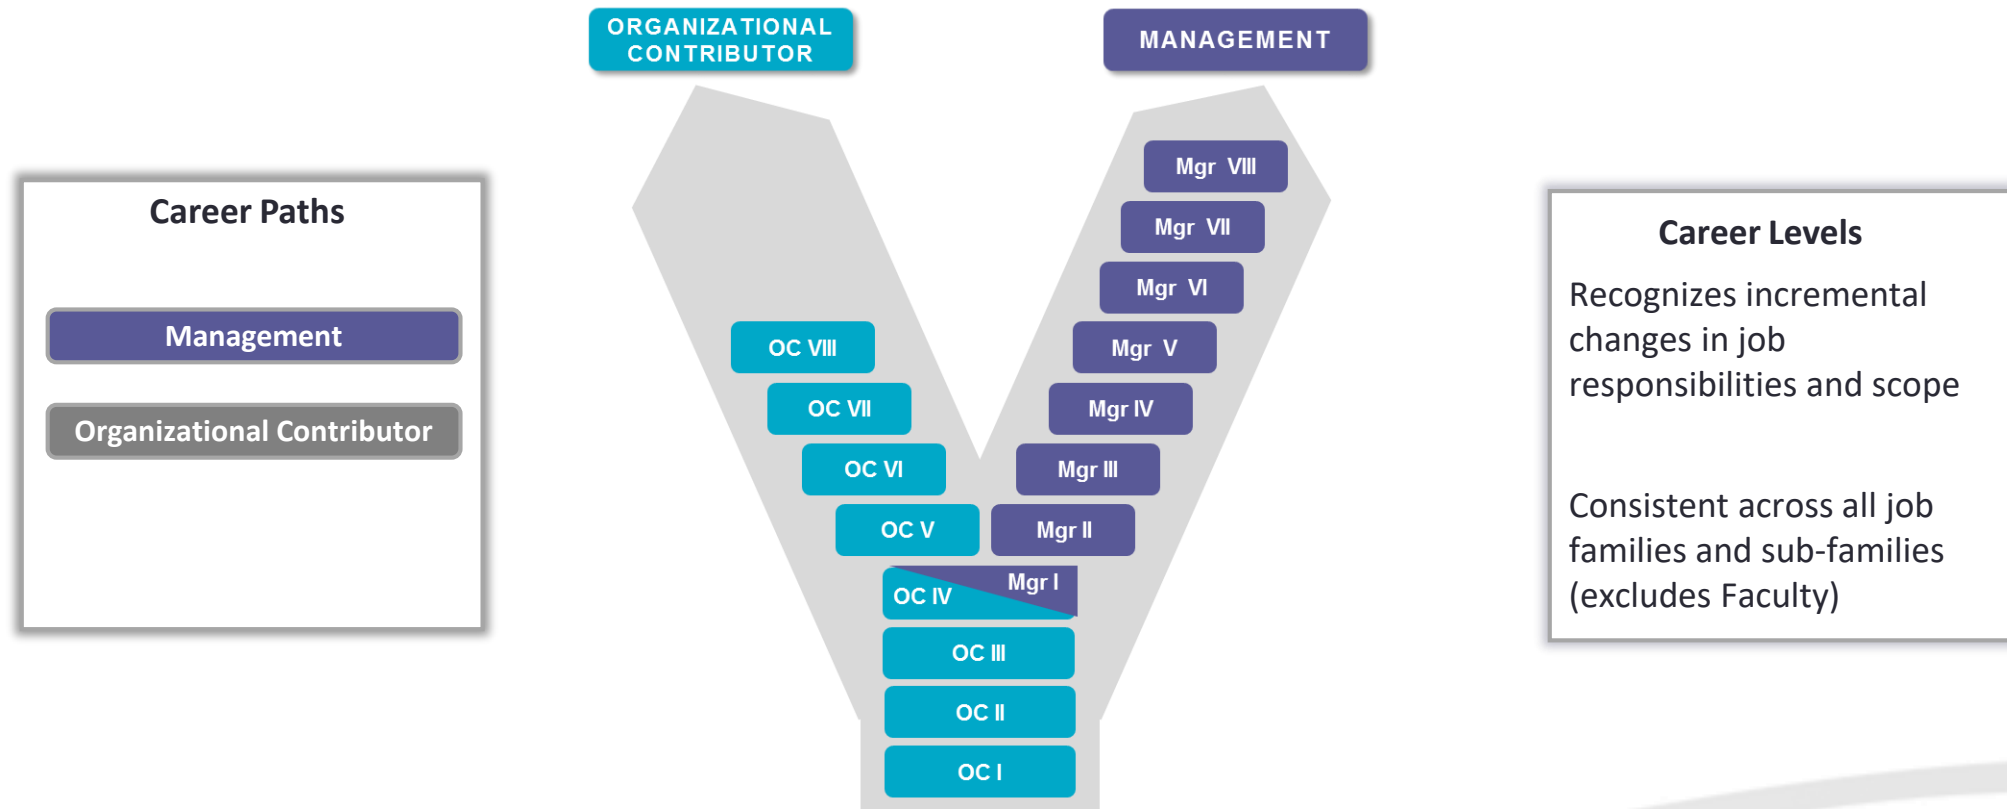 ORGANIZATIONAL
CONTRIBUTOR
MANAGEMENT
Career Paths
Management
Organizational Contributor
Mgr VIII
Mgr VII
Mgr VI
OC VIII
Mgr V
OC VII
Mgr IV
OC VI
Mgr III
OC V
Mgr II
OC IV
Mgr I
OC III
OC II
OC I
Career Levels
Recognizes incremental
changes in job
responsibilities and scope
Consistent across all job
families and sub-families
(excludes Faculty)